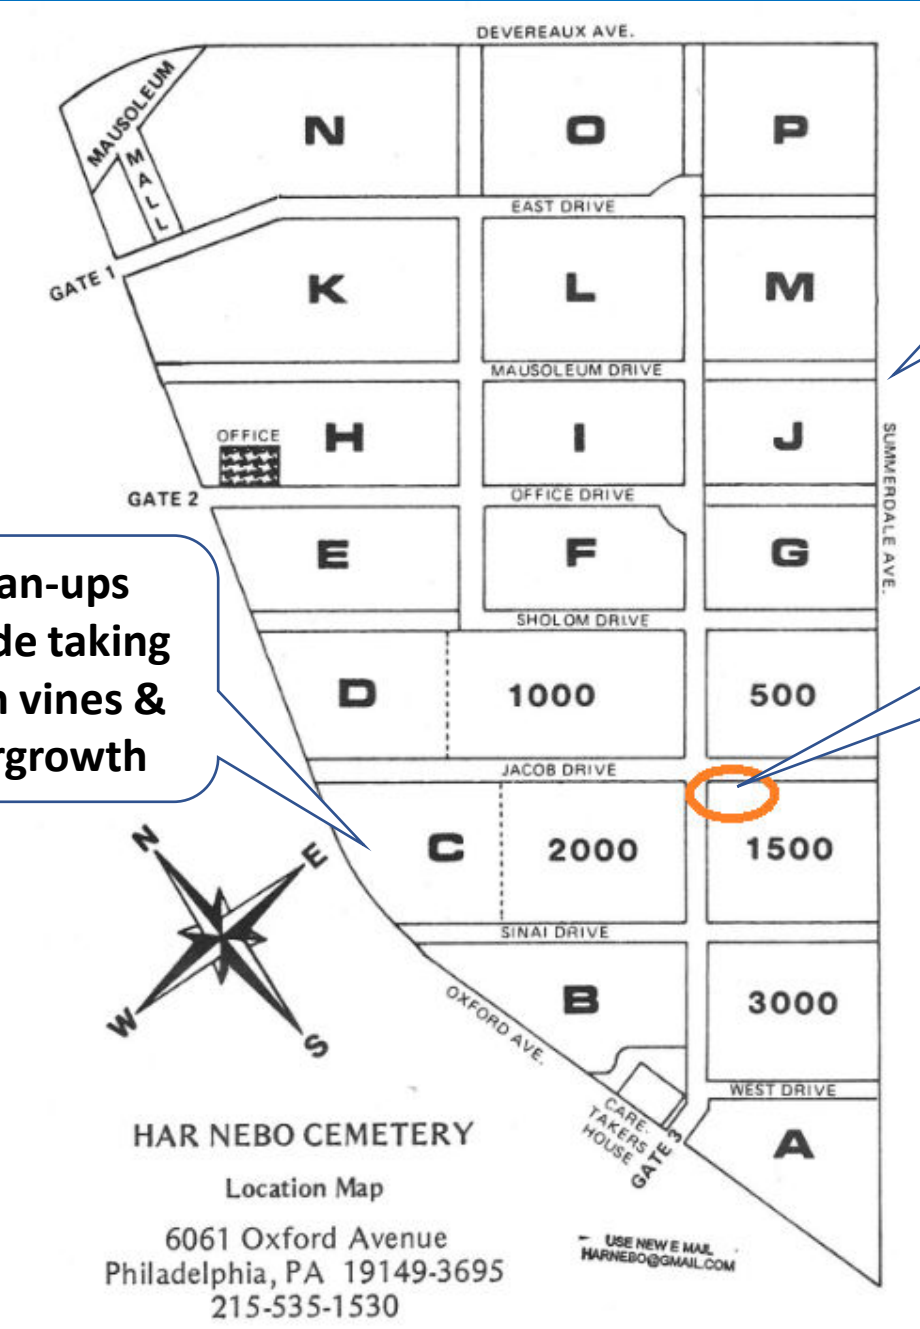 DEVEREAUX AVE.
MAUSOLEUM
MALL
N
O
P
EAST DRIVE
GATE 1
K
L
M
MAUSOLEUM DRIVE
OFFICE
H
I
J
SUMMERDALE AVE.
GATE 2
OFFICE DRIVE
E
F
G
an-ups
de taking
n vines &
rgrowth
SHOLOM DRIVE
D
1000
500
JACOB DRIVE
C
2000
1500
SINAI DRIVE
N
E
W
S
B
3000
OXFORD AVE.
WEST DRIVE
CARE-
TAKERS
HOUSE
GATE 3
A
HAR NEBO CEMETERY
Location Map
6061 Oxford Avenue
Philadelphia, PA 19149-3695
215-535-1530
USE NEW E MAIL
HARNEBO@GMAIL.COM